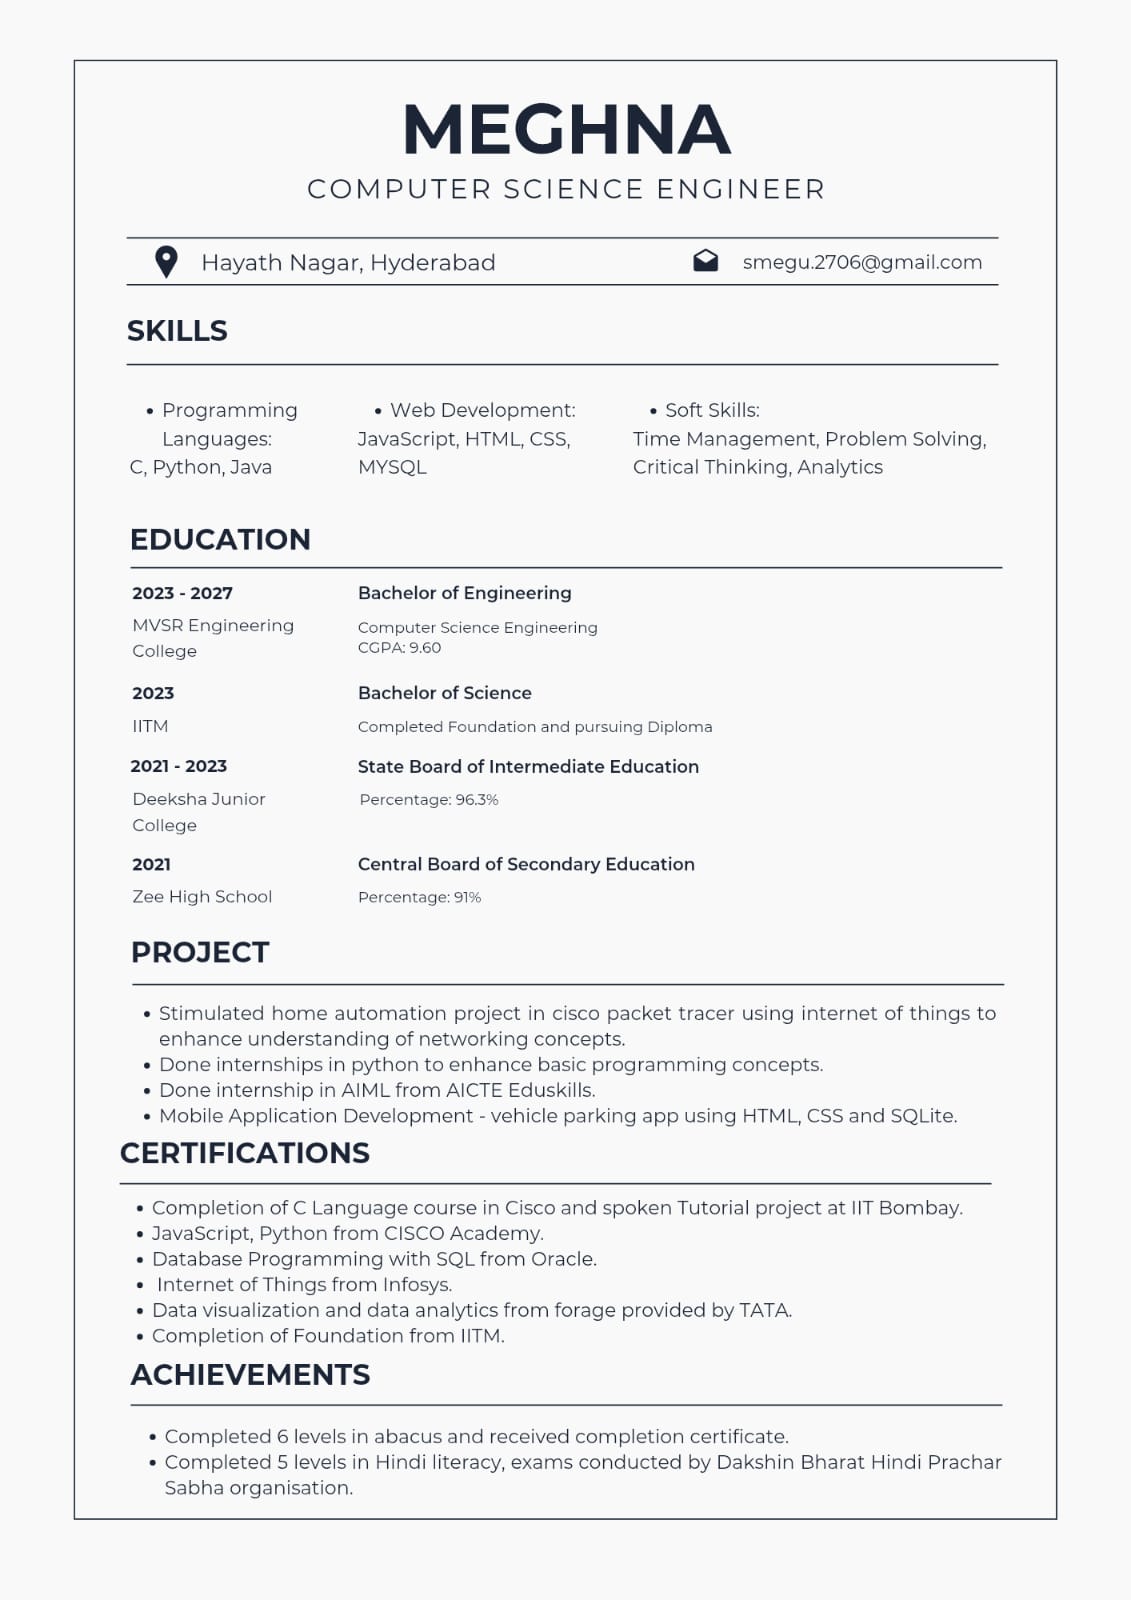 MEGHNA
COMPUTER SCIENCE ENGINEER
Hayath Nagar, Hyderabad
smegu.2706@gmail.com
SKILLS
• Programming
Languages:
C, Python, Java
• Web Development:
JavaScript, HTML, CSS,
MYSQL
• Soft Skills:
Time Management, Problem Solving,
Critical Thinking, Analytics
EDUCATION
2023 - 2027
MVSR Engineering
College
Bachelor of Engineering
Computer Science Engineering
CGPA: 9.60
2023
IITM
Bachelor of Science
Completed Foundation and pursuing Diploma
2021 - 2023
Deeksha Junior
College
State Board of Intermediate Education
Percentage: 96.3%
2021
Zee High School
Central Board of Secondary Education
Percentage: 91%
PROJECT
• Stimulated home automation project in cisco packet tracer using internet of things to
enhance understanding of networking concepts.
• Done internships in python to enhance basic programming concepts.
• Done internship in AIML from AICTE Eduskills.
• Mobile Application Development - vehicle parking app using HTML, CSS and SQLite.
CERTIFICATIONS
• Completion of C Language course in Cisco and spoken Tutorial project at IIT Bombay.
• JavaScript, Python from CISCO Academy.
• Database Programming with SQL from Oracle.
• Internet of Things from Infosys.
• Data visualization and data analytics from forage provided by TATA.
• Completion of Foundation from IITM.
ACHIEVEMENTS
• Completed 6 levels in abacus and received completion certificate.
• Completed 5 levels in Hindi literacy, exams conducted by Dakshin Bharat Hindi Prachar
Sabha organisation.